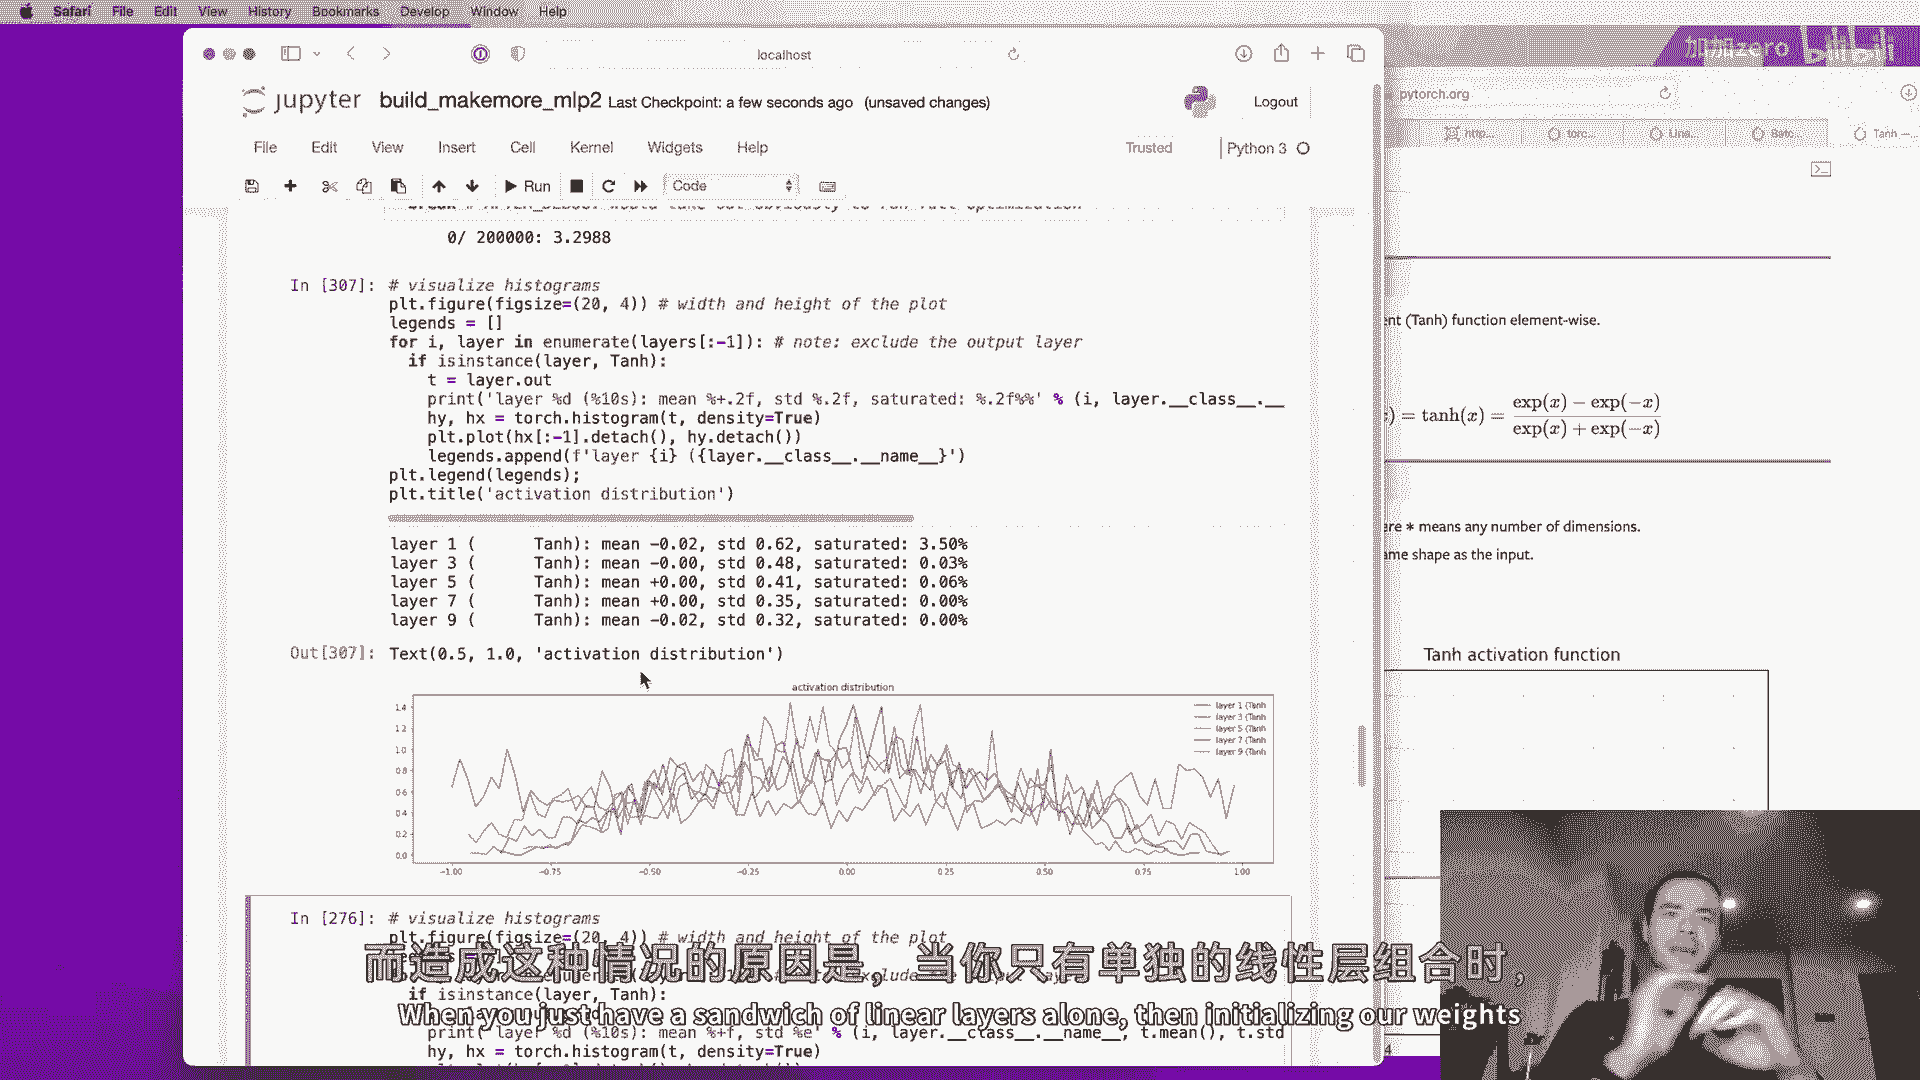 Safari File Edit View History Bookmarks Develop Window Help
加加zero bilibili
localhost
pytorch.org
jupyter build_makemore_mlp2 Last Checkpoint: a few seconds ago (unsaved changes)
Logout
http... torc... Line... Batc... Tanh —...
File Edit View Insert Cell Kernel Widgets Help
Trusted Python 3
Run Code
0/ 200000: 3.2988
In [307]: # visualize histograms
plt.figure(figsize=(20, 4)) # width and height of the plot
legends = []
for i, layer in enumerate(layers[:-1]): # note: exclude the output layer
if isinstance(layer, Tanh):
t = layer.out
print('layer %d (%10s): mean %+.2f, std %.2f, saturated: %.2f%%' % (i, layer.__class__.__
hy, hx = torch.histogram(t, density=True)
plt.plot(hx[:-1].detach(), hy.detach())
legends.append(f'layer {i} ({layer.__class__.__name__}')
plt.legend(legends);
plt.title('activation distribution')
layer 1 ( Tanh): mean -0.02, std 0.62, saturated: 3.50%
layer 3 ( Tanh): mean -0.00, std 0.48, saturated: 0.03%
layer 5 ( Tanh): mean +0.00, std 0.41, saturated: 0.06%
layer 7 ( Tanh): mean +0.00, std 0.35, saturated: 0.00%
layer 9 ( Tanh): mean -0.02, std 0.32, saturated: 0.00%
Out[307]: Text(0.5, 1.0, 'activation distribution')
activation distribution
1.4
1.2
1.0
0.8
0.6
0.4
0.2
0.0
-1.00 -0.75 -0.50 -0.25 0.00 0.25 0.50 0.75 1.00
layer 1 (Tanh
layer 3 (Tanh
layer 5 (Tanh
layer 7 (Tanh
layer 9 (Tanh
ent (Tanh) function element-wise.
) = tanh(x) = exp(x) − exp(−x)
exp(x) + exp(−x)
ere * means any number of dimensions.
ame shape as the input.
Tanh activation function
In [276]: # visualize histograms
plt.figure(figsize=(20, 4)) # width and height of the plot
而造成这种情况的原因是，当你只有单独的线性层组合时，
if isinstance(layer, Tanh):
When you just have a sandwich of linear layers alone, then initializing our weights
print('layer %d (%10s): mean %+f, std %e' % (i, layer.__class__.__name__, t.mean(), t.std
hy, hx = torch.histogram(t, density=True)